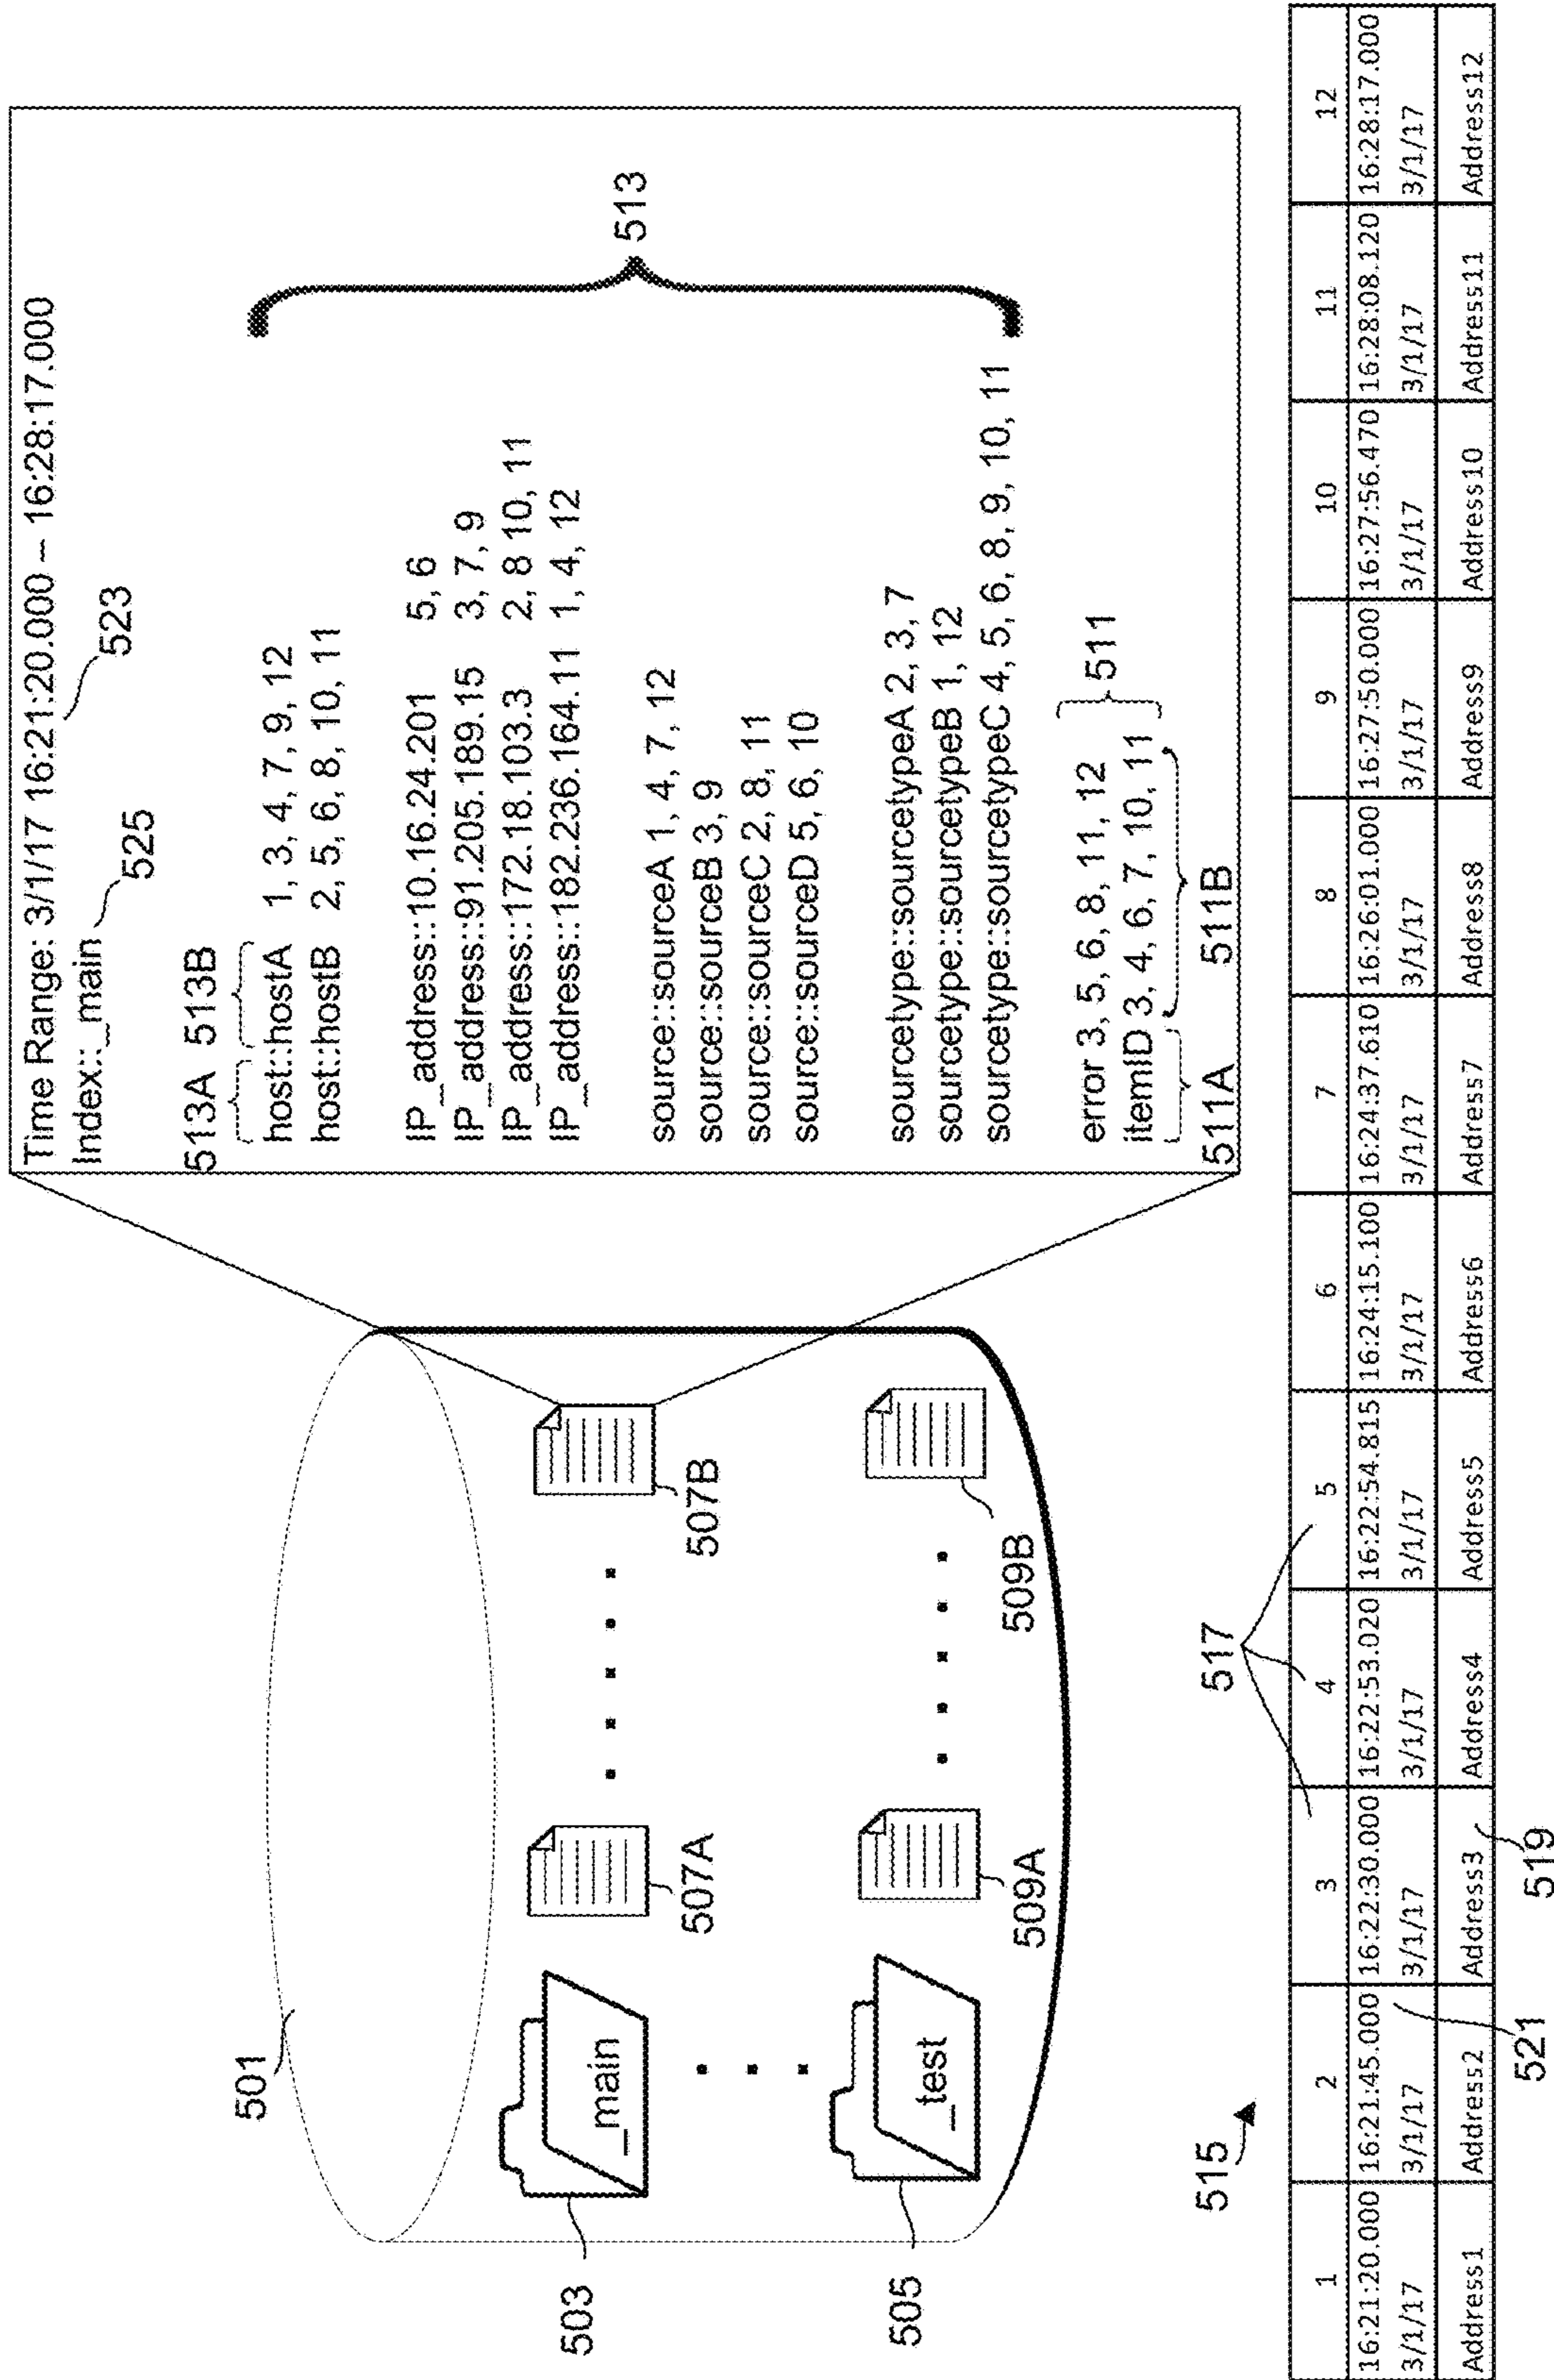 Time Range: 3/1/17 16:21:20.000 – 16:28:17.000
Index::_main
525
523
513A 513B
host::hostA 1, 3, 4, 7, 9, 12
host::hostB 2, 5, 6, 8, 10, 11
IP_address::10.16.24.201 5, 6
IP_address::91.205.189.15 3, 7, 9
IP_address::172.18.103.3 2, 8 10, 11
IP_address::182.236.164.11 1, 4, 12
source::sourceA 1, 4, 7, 12
source::sourceB 3, 9
source::sourceC 2, 8, 11
source::sourceD 5, 6, 10
sourcetype::sourcetypeA 2, 3, 7
sourcetype::sourcetypeB 1, 12
sourcetype::sourcetypeC 4, 5, 6, 8, 9, 10, 11
513
error 3, 5, 6, 8, 11, 12
itemID 3, 4, 6, 7, 10, 11
511
511A
511B
501
503
_main
507A
507B
505
_test
509A
509B
515
517
1 2 3 4 5 6 7 8 9 10 11 12
16:21:20.000 16:21:45.000 16:22:30.000 16:22:53.020 16:22:54.815 16:24:15.100 16:24:37.610 16:26:01.000 16:27:50.000 16:27:56.470 16:28:08.120 16:28:17.000
3/1/17 3/1/17 3/1/17 3/1/17 3/1/17 3/1/17 3/1/17 3/1/17 3/1/17 3/1/17 3/1/17 3/1/17
Address1 Address2 Address3 Address4 Address5 Address6 Address7 Address8 Address9 Address10 Address11 Address12
521
519